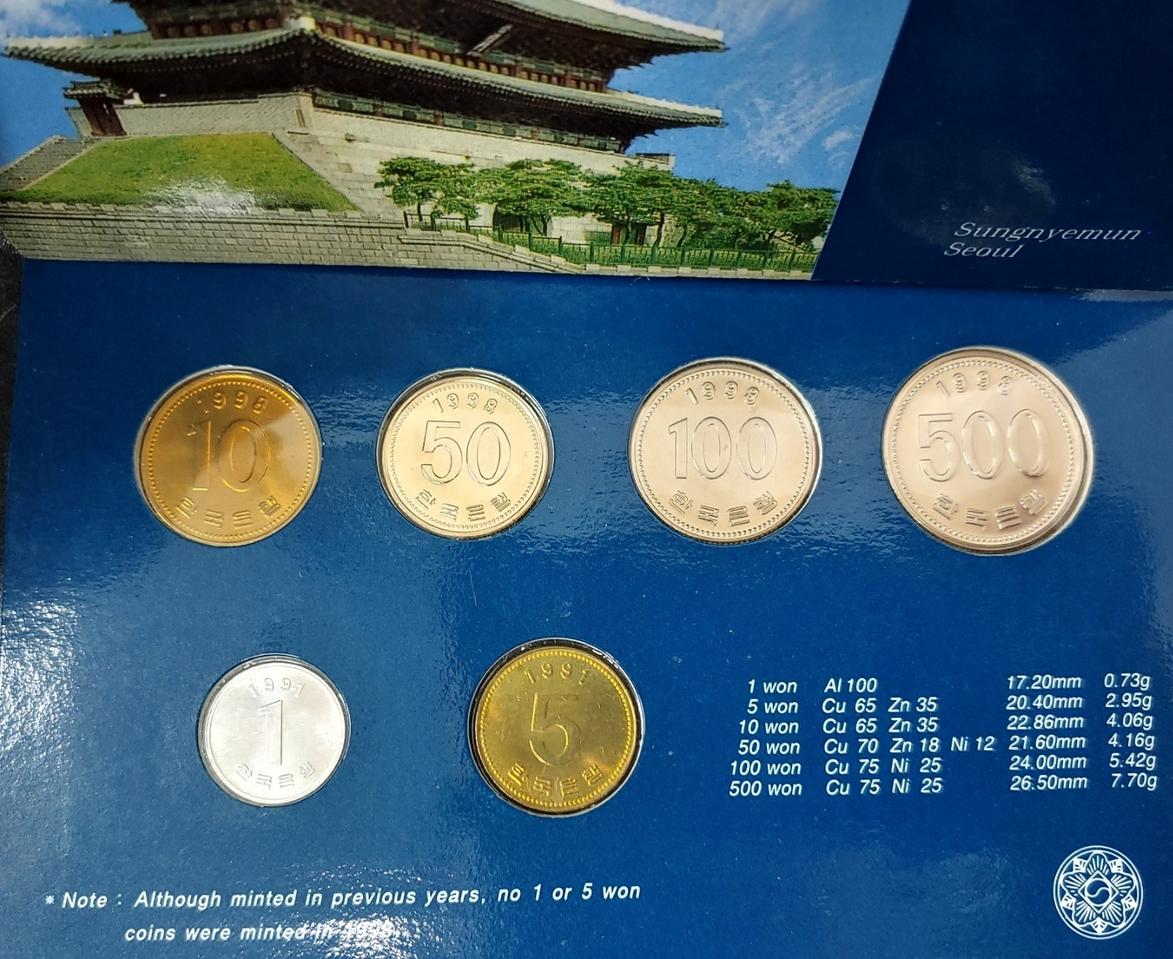 Sungnyemun
Seoul
1998
10
한국은행
1998
50
한국은행
1998
100
한국은행
1998
500
한국은행
1991
1
한국은행
1991
5
한국은행
1 won Al 100 17.20mm 0.73g
5 won Cu 65 Zn 35 20.40mm 2.95g
10 won Cu 65 Zn 35 22.86mm 4.06g
50 won Cu 70 Zn 18 Ni 12 21.60mm 4.16g
100 won Cu 75 Ni 25 24.00mm 5.42g
500 won Cu 75 Ni 25 26.50mm 7.70g
* Note : Although minted in previous years, no 1 or 5 won
coins were minted in 1998.